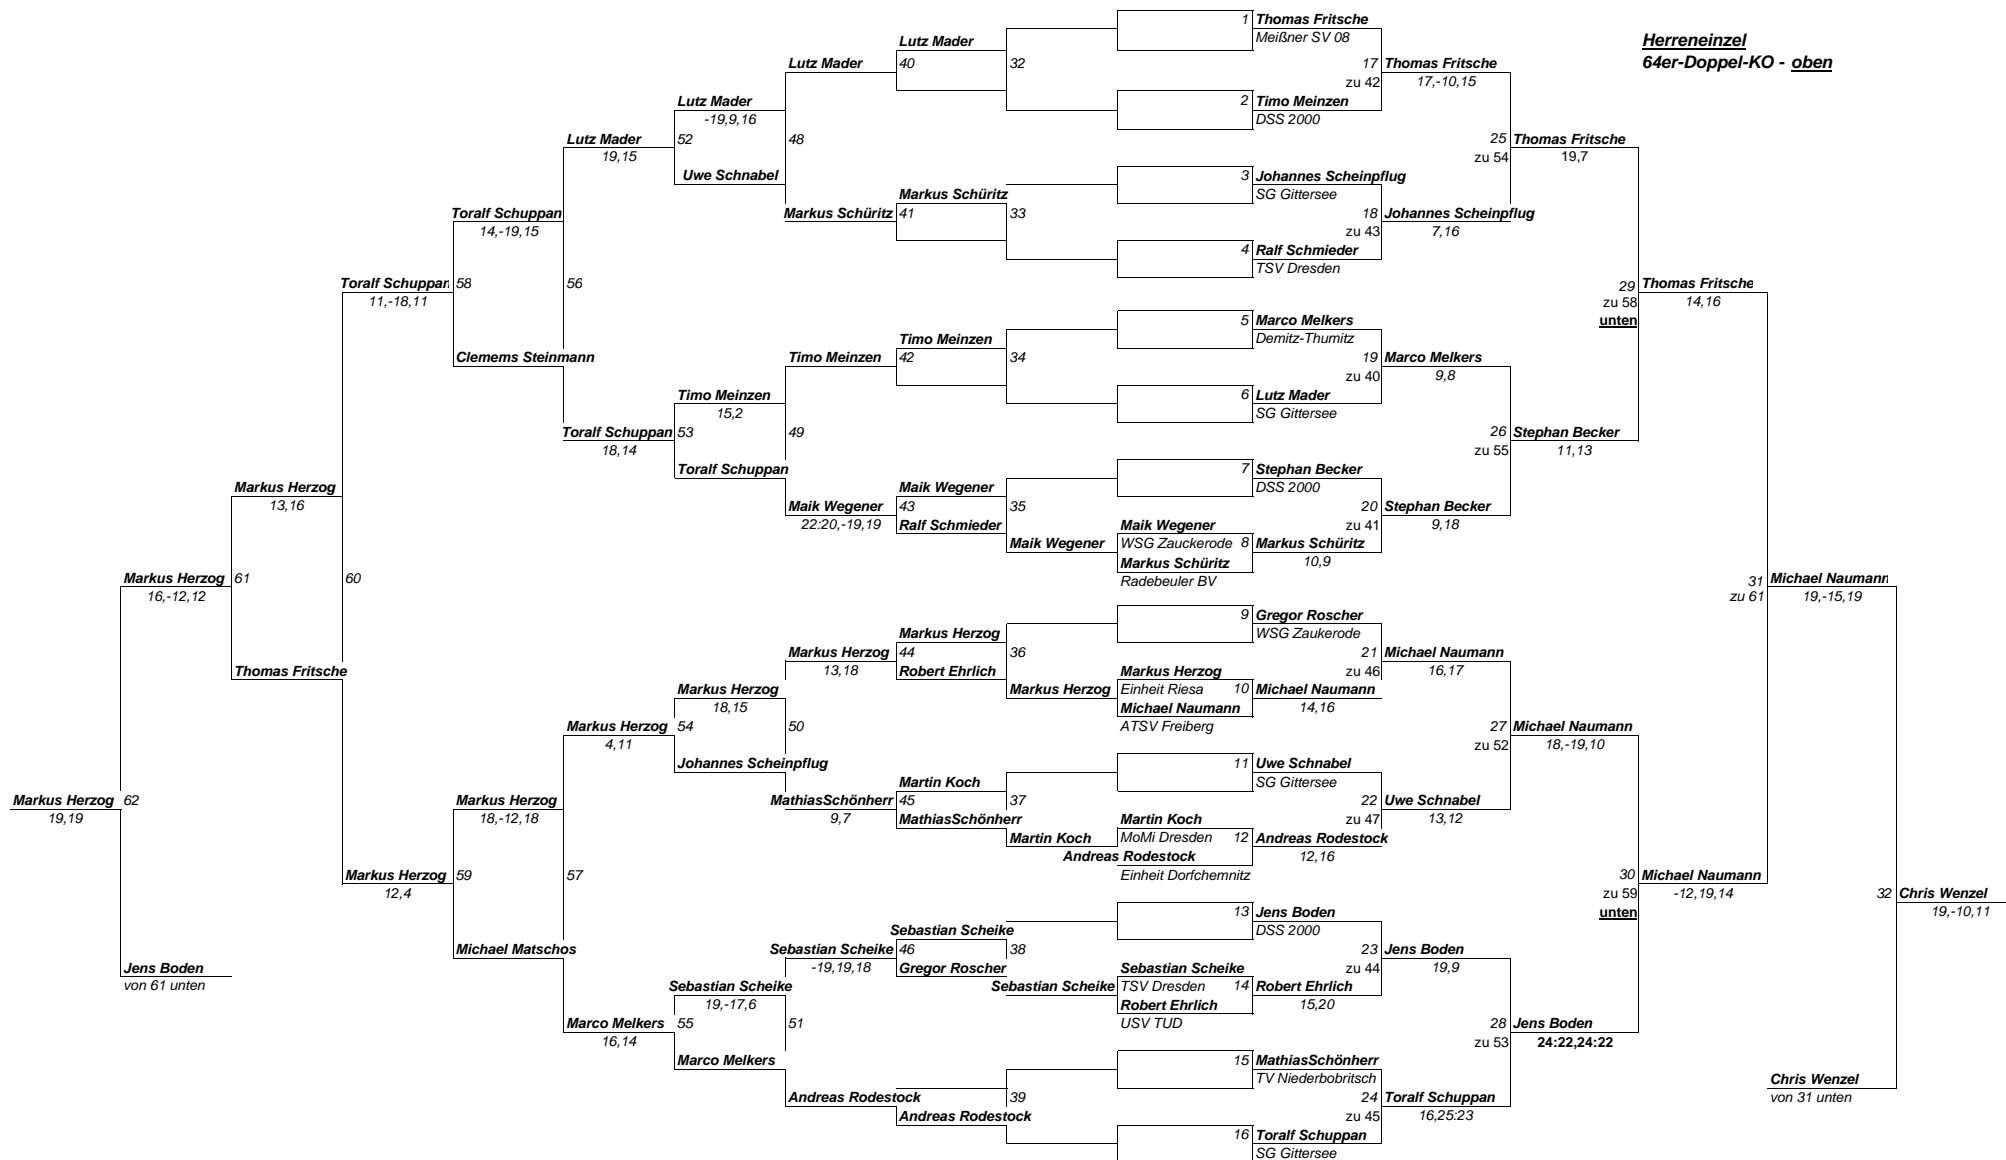 Herreneinzel
64er-Doppel-KO - oben
1 Thomas Fritsche
Meißner SV 08
Lutz Mader
40
32
Lutz Mader
17 Thomas Fritsche
zu 42 17,-10,15
2 Timo Meinzen
DSS 2000
Lutz Mader
-19,9,16
52
48
Lutz Mader
19,15
25 Thomas Fritsche
zu 54 19,7
Uwe Schnabel
3 Johannes Scheinpflug
SG Gittersee
Markus Schüritz
Markus Schüritz 41
33
18 Johannes Scheinpflug
zu 43 7,16
Toralf Schuppan
14,-19,15
4 Ralf Schmieder
TSV Dresden
Toralf Schuppan 58
11,-18,11
56
29 Thomas Fritsche
zu 58 14,16
unten
5 Marco Melkers
Demitz-Thumitz
Timo Meinzen
Timo Meinzen 42
34
Clemems Steinmann
19 Marco Melkers
zu 40 9,8
6 Lutz Mader
SG Gittersee
Timo Meinzen
15,2
Toralf Schuppan 53
18,14
49
26 Stephan Becker
zu 55 11,13
Toralf Schuppan
7 Stephan Becker
DSS 2000
Markus Herzog
13,16
Maik Wegener
Maik Wegener 43
22:20,-19,19
35
20 Stephan Becker
zu 41 9,18
Ralf Schmieder
Maik Wegener
Maik Wegener
WSG Zauckerode 8 Markus Schüritz
10,9
Markus Schüritz
Radebeuler BV
Markus Herzog 61
16,-12,12
60
31 Michael Naumann
zu 61 19,-15,19
9 Gregor Roscher
WSG Zaukerode
Markus Herzog
Markus Herzog 44
13,18
36
21 Michael Naumann
zu 46 16,17
Thomas Fritsche
Robert Ehrlich
Markus Herzog
Markus Herzog
Einheit Riesa 10 Michael Naumann
14,16
Michael Naumann
ATSV Freiberg
Markus Herzog
18,15
Markus Herzog 54
4,11
50
27 Michael Naumann
zu 52 18,-19,10
Johannes Scheinpflug
11 Uwe Schnabel
SG Gittersee
Martin Koch
MathiasSchönherr 45
9,7
37
22 Uwe Schnabel
zu 47 13,12
Markus Herzog 62
19,19
Markus Herzog
18,-12,18
MathiasSchönherr
Martin Koch
Martin Koch
MoMi Dresden 12 Andreas Rodestock
12,16
Andreas Rodestock
Einheit Dorfchemnitz
Markus Herzog 59
12,4
57
30 Michael Naumann
zu 59 -12,19,14
unten
32 Chris Wenzel
19,-10,11
13 Jens Boden
DSS 2000
Michael Matschos
Sebastian Scheike
Sebastian Scheike 46
-19,19,18
38
23 Jens Boden
zu 44 19,9
Jens Boden
von 61 unten
Gregor Roscher
Sebastian Scheike
Sebastian Scheike
TSV Dresden 14 Robert Ehrlich
15,20
Robert Ehrlich
USV TUD
Sebastian Scheike
19,-17,6
Marco Melkers 55
16,14
51
28 Jens Boden
zu 53 24:22,24:22
Marco Melkers
15 MathiasSchönherr
TV Niederbobritsch
Chris Wenzel
von 31 unten
Andreas Rodestock
39
24 Toralf Schuppan
zu 45 16,25:23
Andreas Rodestock
16 Toralf Schuppan
SG Gittersee